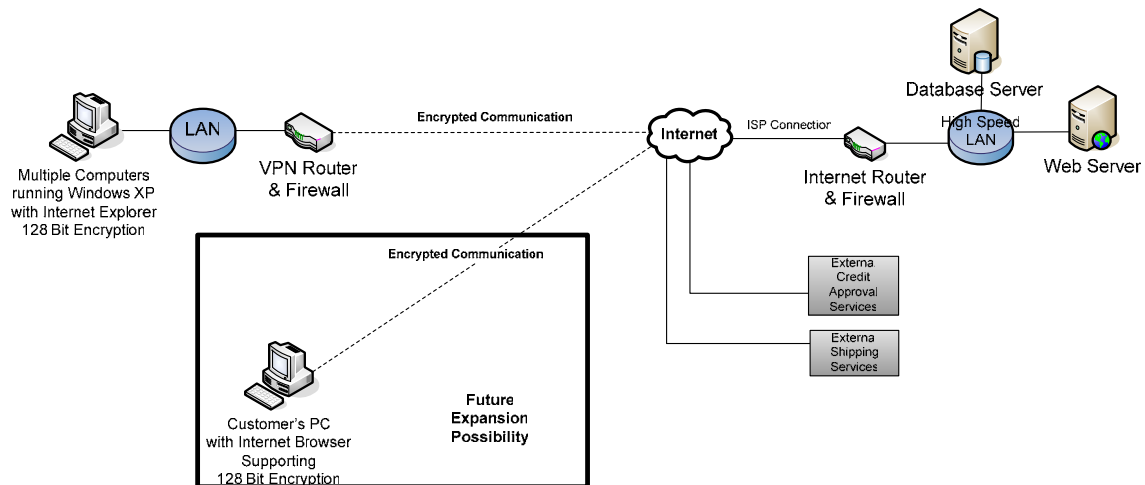 Database Server
LAN
Encrypted Communication
Internet
ISP Connection
High Speed
LAN
Web Server
VPN Router
& Firewall
Internet Router
& Firewall
Multiple Computers
running Windows XP
with Internet Explorer
128 Bit Encryption
Encrypted Communication
Externa
Credit
Approval
Services
Externa
Shipping
Services
Future
Expansion
Possibility
Customer's PC
with Internet Browser
Supporting
128 Bit Encryption